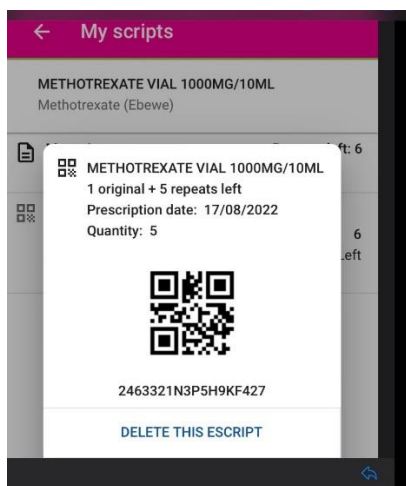 My scripts
METHOTREXATE VIAL 1000MG/10ML
Methotrexate (Ebewe)
ft: 6
METHOTREXATE VIAL 1000MG/10ML
1 original + 5 repeats left
Prescription date: 17/08/2022
Quantity: 5
6
Left
2463321N3P5H9KF427
DELETE THIS ESCRIPT